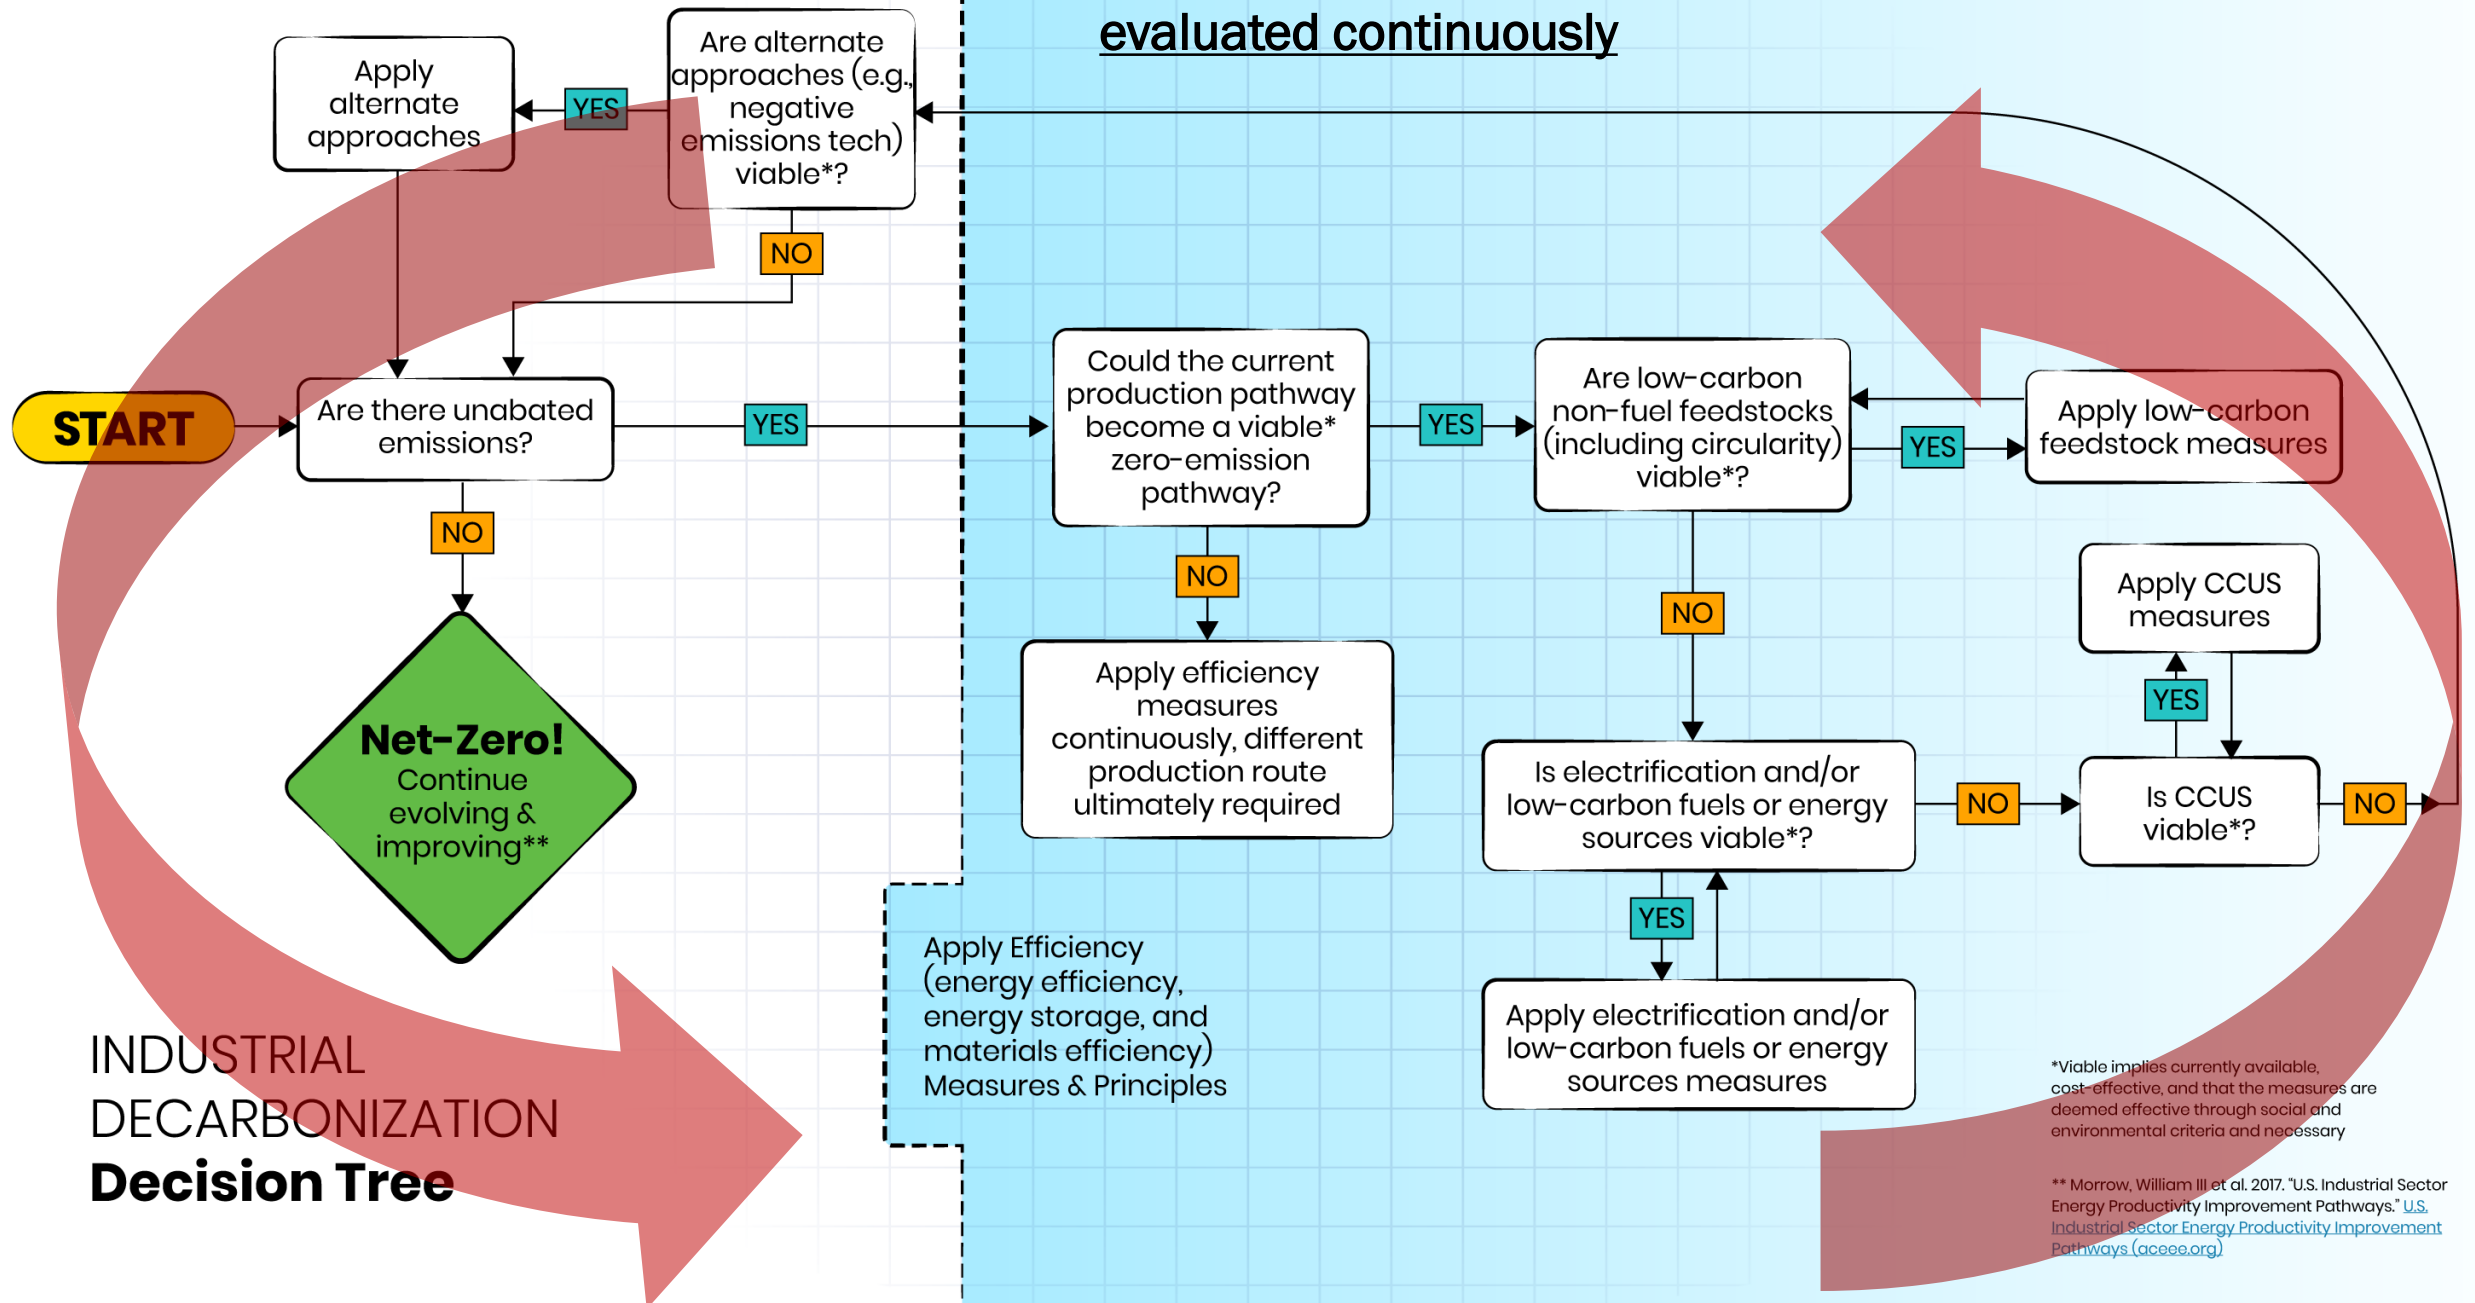 evaluated continuously
Apply
alternate
approaches
YES
Are alternate
approaches (e.g.,
negative
emissions tech)
viable*?
NO
START
Are there unabated
emissions?
YES
NO
Net-Zero!
Continue
evolving &
improving**
Could the current
production pathway
become a viable*
zero-emission
pathway?
YES
NO
Apply efficiency
measures
continuously, different
production route
ultimately required
Are low-carbon
non-fuel feedstocks
(including circularity)
viable*?
YES
Apply low-carbon
feedstock measures
NO
Is electrification and/or
low-carbon fuels or energy
sources viable*?
YES
Apply electrification and/or
low-carbon fuels or energy
sources measures
NO
Apply CCUS
measures
YES
Is CCUS
viable*?
NO
Apply Efficiency
(energy efficiency,
energy storage, and
materials efficiency)
Measures & Principles
INDUSTRIAL
DECARBONIZATION
Decision Tree
*Viable implies currently available,
cost-effective, and that the measures are
deemed effective through social and
environmental criteria and necessary
** Morrow, William III et al. 2017. “U.S. Industrial Sector
Energy Productivity Improvement Pathways.” U.S.
Industrial Sector Energy Productivity Improvement
Pathways (aceee.org)